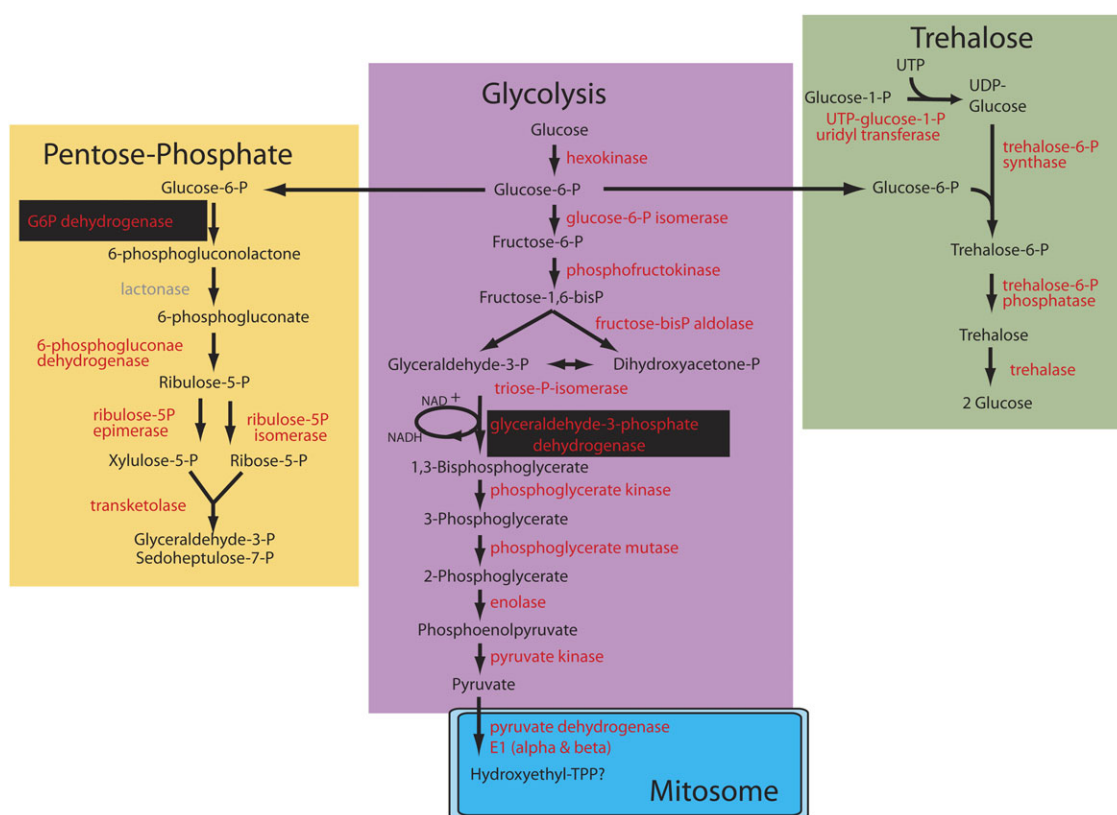 Pentose-Phosphate
Glucose-6-P
G6P dehydrogenase
6-phosphogluconolactone
lactonase
6-phosphogluconate
6-phosphogluconae
dehydrogenase
Ribulose-5-P
ribulose-5P
epimerase
ribulose-5P
isomerase
Xylulose-5-P
Ribose-5-P
transketolase
Glyceraldehyde-3-P
Sedoheptulose-7-P
Glycolysis
Glucose
hexokinase
Glucose-6-P
glucose-6-P isomerase
Fructose-6-P
phosphofructokinase
Fructose-1,6-bisP
fructose-bisP aldolase
Glyceraldehyde-3-P
Dihydroxyacetone-P
triose-P-isomerase
NAD +
NADH
glyceraldehyde-3-phosphate
dehydrogenase
1,3-Bisphosphoglycerate
phosphoglycerate kinase
3-Phosphoglycerate
phosphoglycerate mutase
2-Phosphoglycerate
enolase
Phosphoenolpyruvate
pyruvate kinase
Pyruvate
pyruvate dehydrogenase
E1 (alpha & beta)
Hydroxyethyl-TPP?
Mitosome
Trehalose
UTP
Glucose-1-P
UDP-
Glucose
UTP-glucose-1-P
uridyl transferase
trehalose-6-P
synthase
Glucose-6-P
Trehalose-6-P
trehalose-6-P
phosphatase
Trehalose
trehalase
2 Glucose